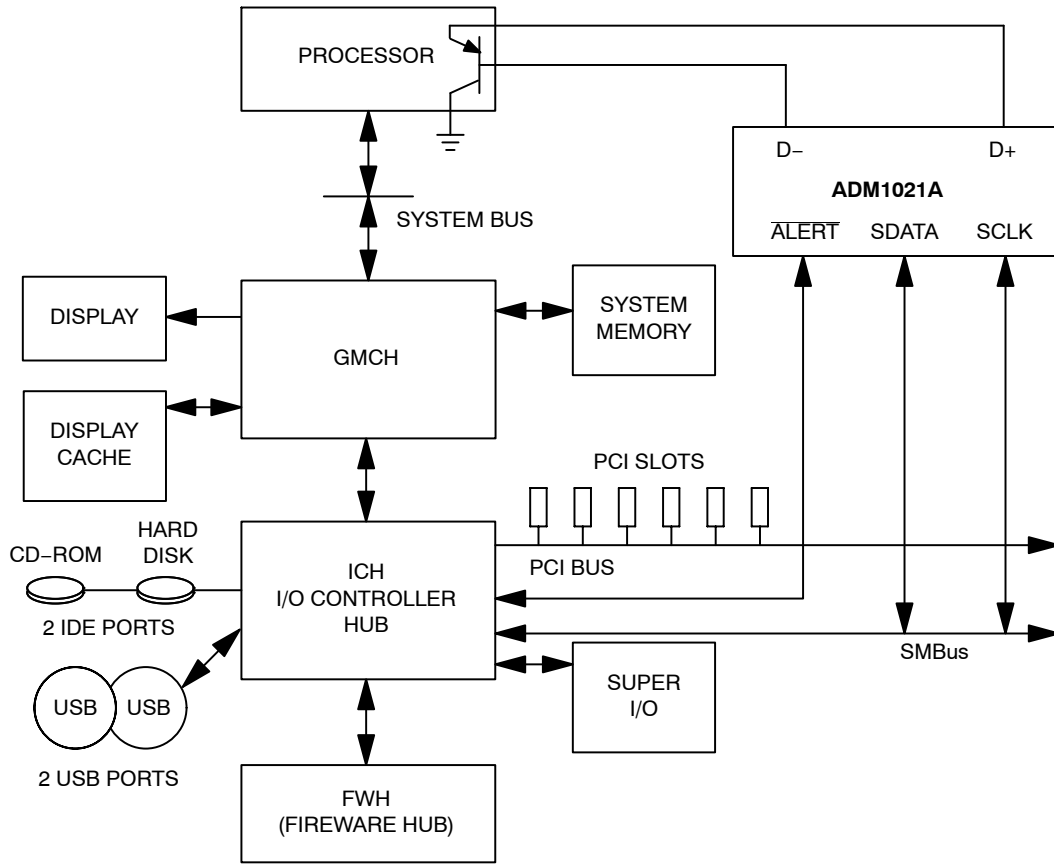 PROCESSOR
D− D+
ADM1021A
ALERT SDATA SCLK
SYSTEM BUS
DISPLAY
GMCH
SYSTEM
MEMORY
DISPLAY
CACHE
PCI SLOTS
CD−ROM
HARD
DISK
2 IDE PORTS
ICH
I/O CONTROLLER
HUB
PCI BUS
SMBus
USB USB
2 USB PORTS
SUPER
I/O
FWH
(FIREWARE HUB)